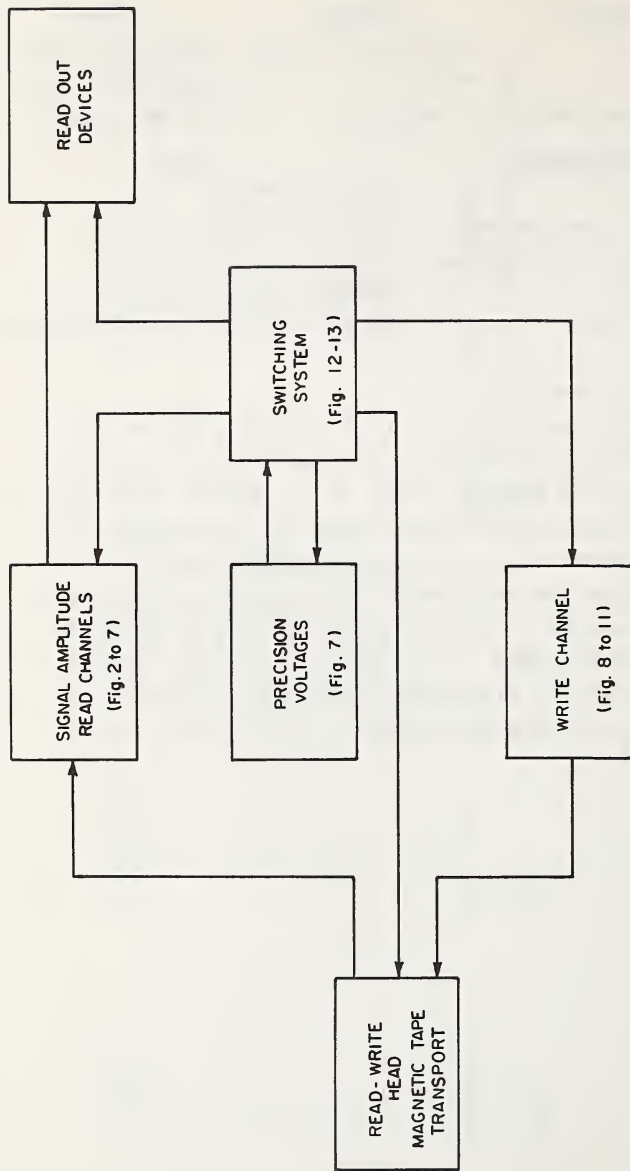 READ OUT
DEVICES
SIGNAL AMPLITUDE
READ CHANNELS
(Fig. 2 to 7)
SWITCHING
SYSTEM
(Fig. 12-13)
PRECISION
VOLTAGES
(Fig. 7)
WRITE CHANNEL
(Fig. 8 to 11)
READ-WRITE
HEAD
MAGNETIC TAPE
TRANSPORT